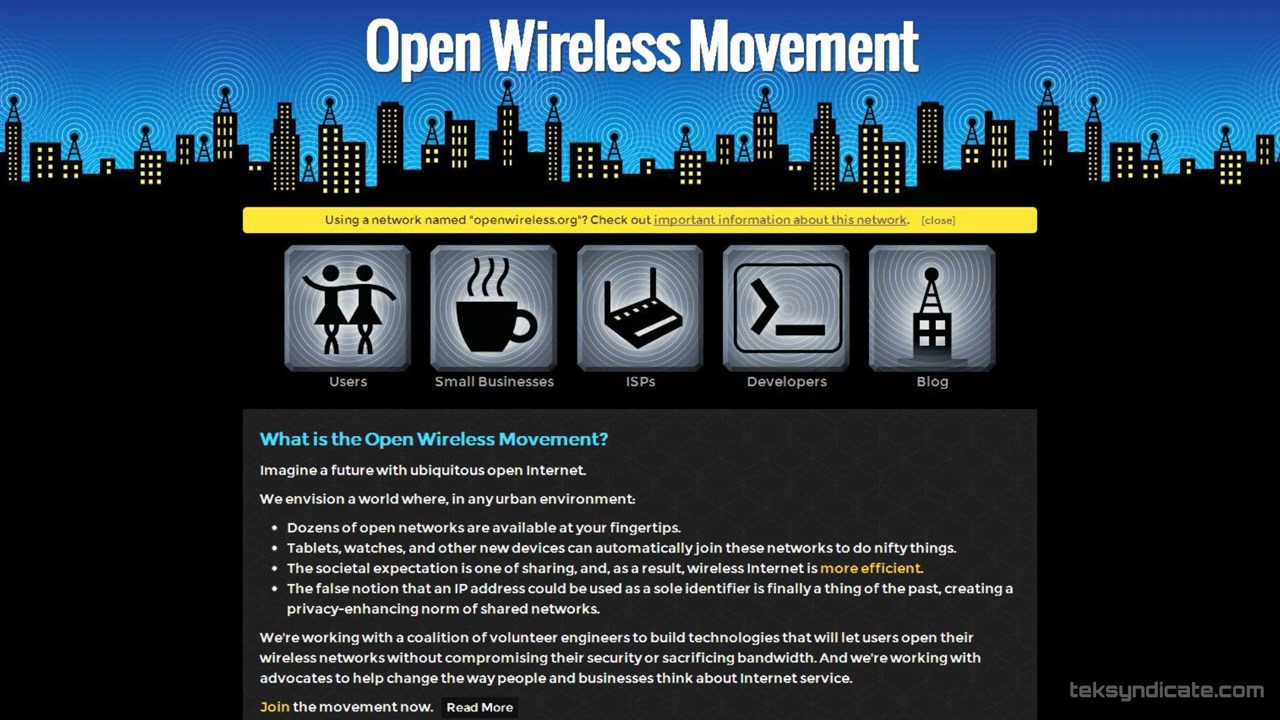 Open Wireless Movement
Using a network named "openwireless.org"? Check out important information about this network. [close]
Users
Small Businesses
ISPs
Developers
Blog
What is the Open Wireless Movement?
Imagine a future with ubiquitous open Internet.
We envision a world where, in any urban environment:
• Dozens of open networks are available at your fingertips.
• Tablets, watches, and other new devices can automatically join these networks to do nifty things.
• The societal expectation is one of sharing, and, as a result, wireless Internet is more efficient.
• The false notion that an IP address could be used as a sole identifier is finally a thing of the past, creating a
privacy-enhancing norm of shared networks.
We're working with a coalition of volunteer engineers to build technologies that will let users open their
wireless networks without compromising their security or sacrificing bandwidth. And we're working with
advocates to help change the way people and businesses think about Internet service.
Join the movement now. Read More
teksyndicate.com